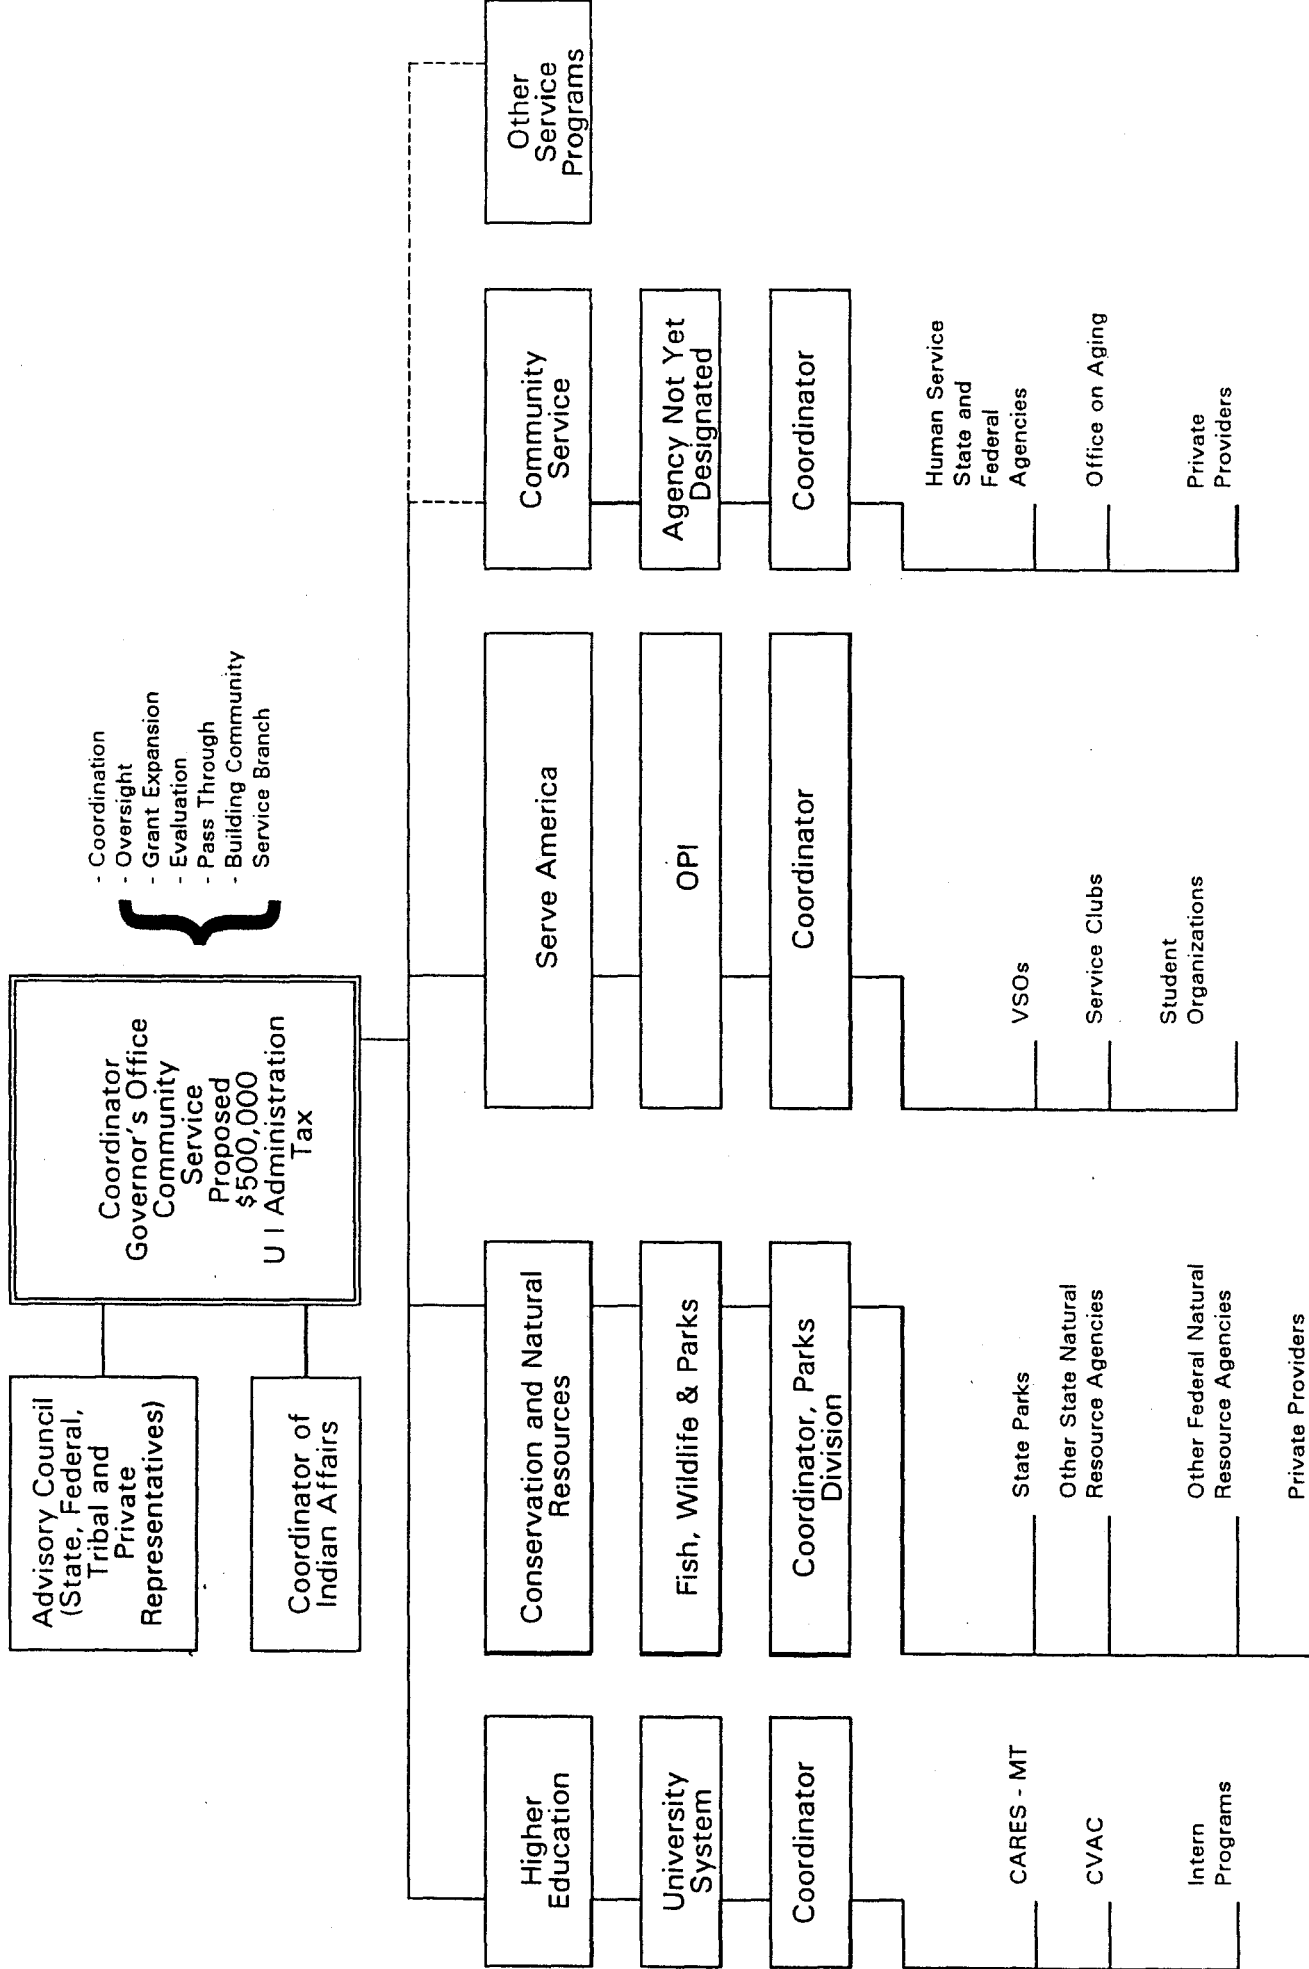 Advisory Council
(State, Federal,
Tribal and
Private
Representatives)
Coordinator of
Indian Affairs
Coordinator
Governor's Office
Community
Service
Proposed
$500,000
U I Administration
Tax
- Coordination
- Oversight
- Grant Expansion
- Evaluation
- Pass Through
- Building Community
Service Branch
Higher
Education
University
System
Coordinator
CARES - MT
CVAC
Intern
Programs
Conservation and Natural
Resources
Fish, Wildlife & Parks
Coordinator, Parks
Division
State Parks
Other State Natural
Resource Agencies
Other Federal Natural
Resource Agencies
Private Providers
Serve America
OPI
Coordinator
VSOs
Service Clubs
Student
Organizations
Community
Service
Agency Not Yet
Designated
Coordinator
Human Service
State and
Federal
Agencies
Office on Aging
Private
Providers
Other
Service
Programs